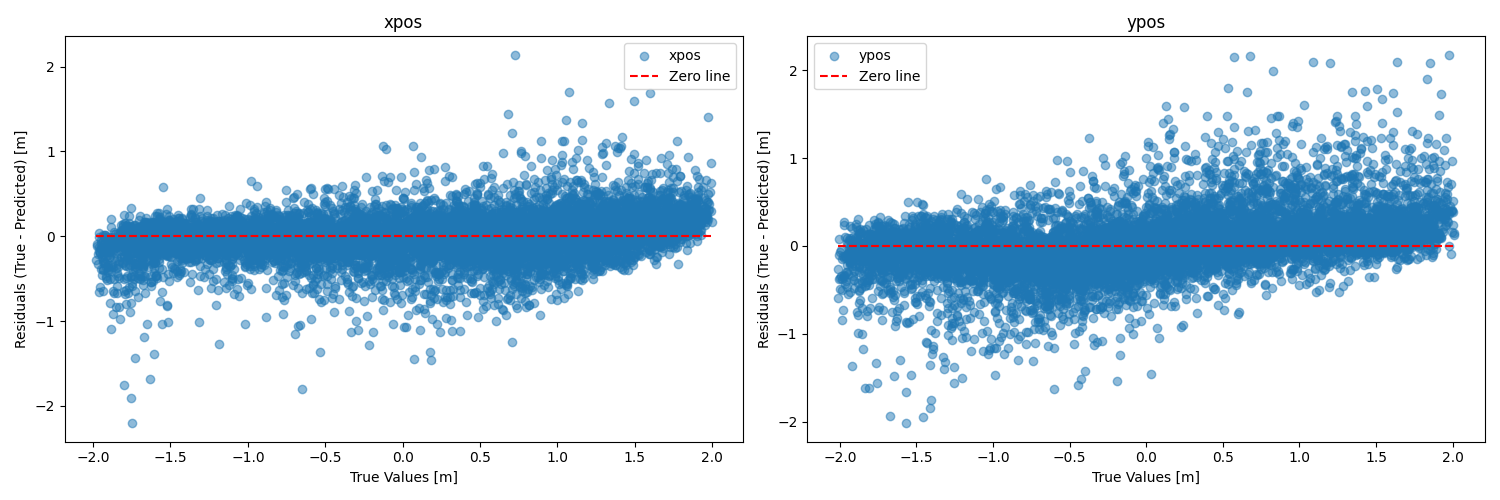 xpos
xpos
Zero line
2
1
0
−1
−2
Residuals (True - Predicted) [m]
−2.0 −1.5 −1.0 −0.5 0.0 0.5 1.0 1.5 2.0
True Values [m]
ypos
ypos
Zero line
2
1
0
−1
−2
Residuals (True - Predicted) [m]
−2.0 −1.5 −1.0 −0.5 0.0 0.5 1.0 1.5 2.0
True Values [m]